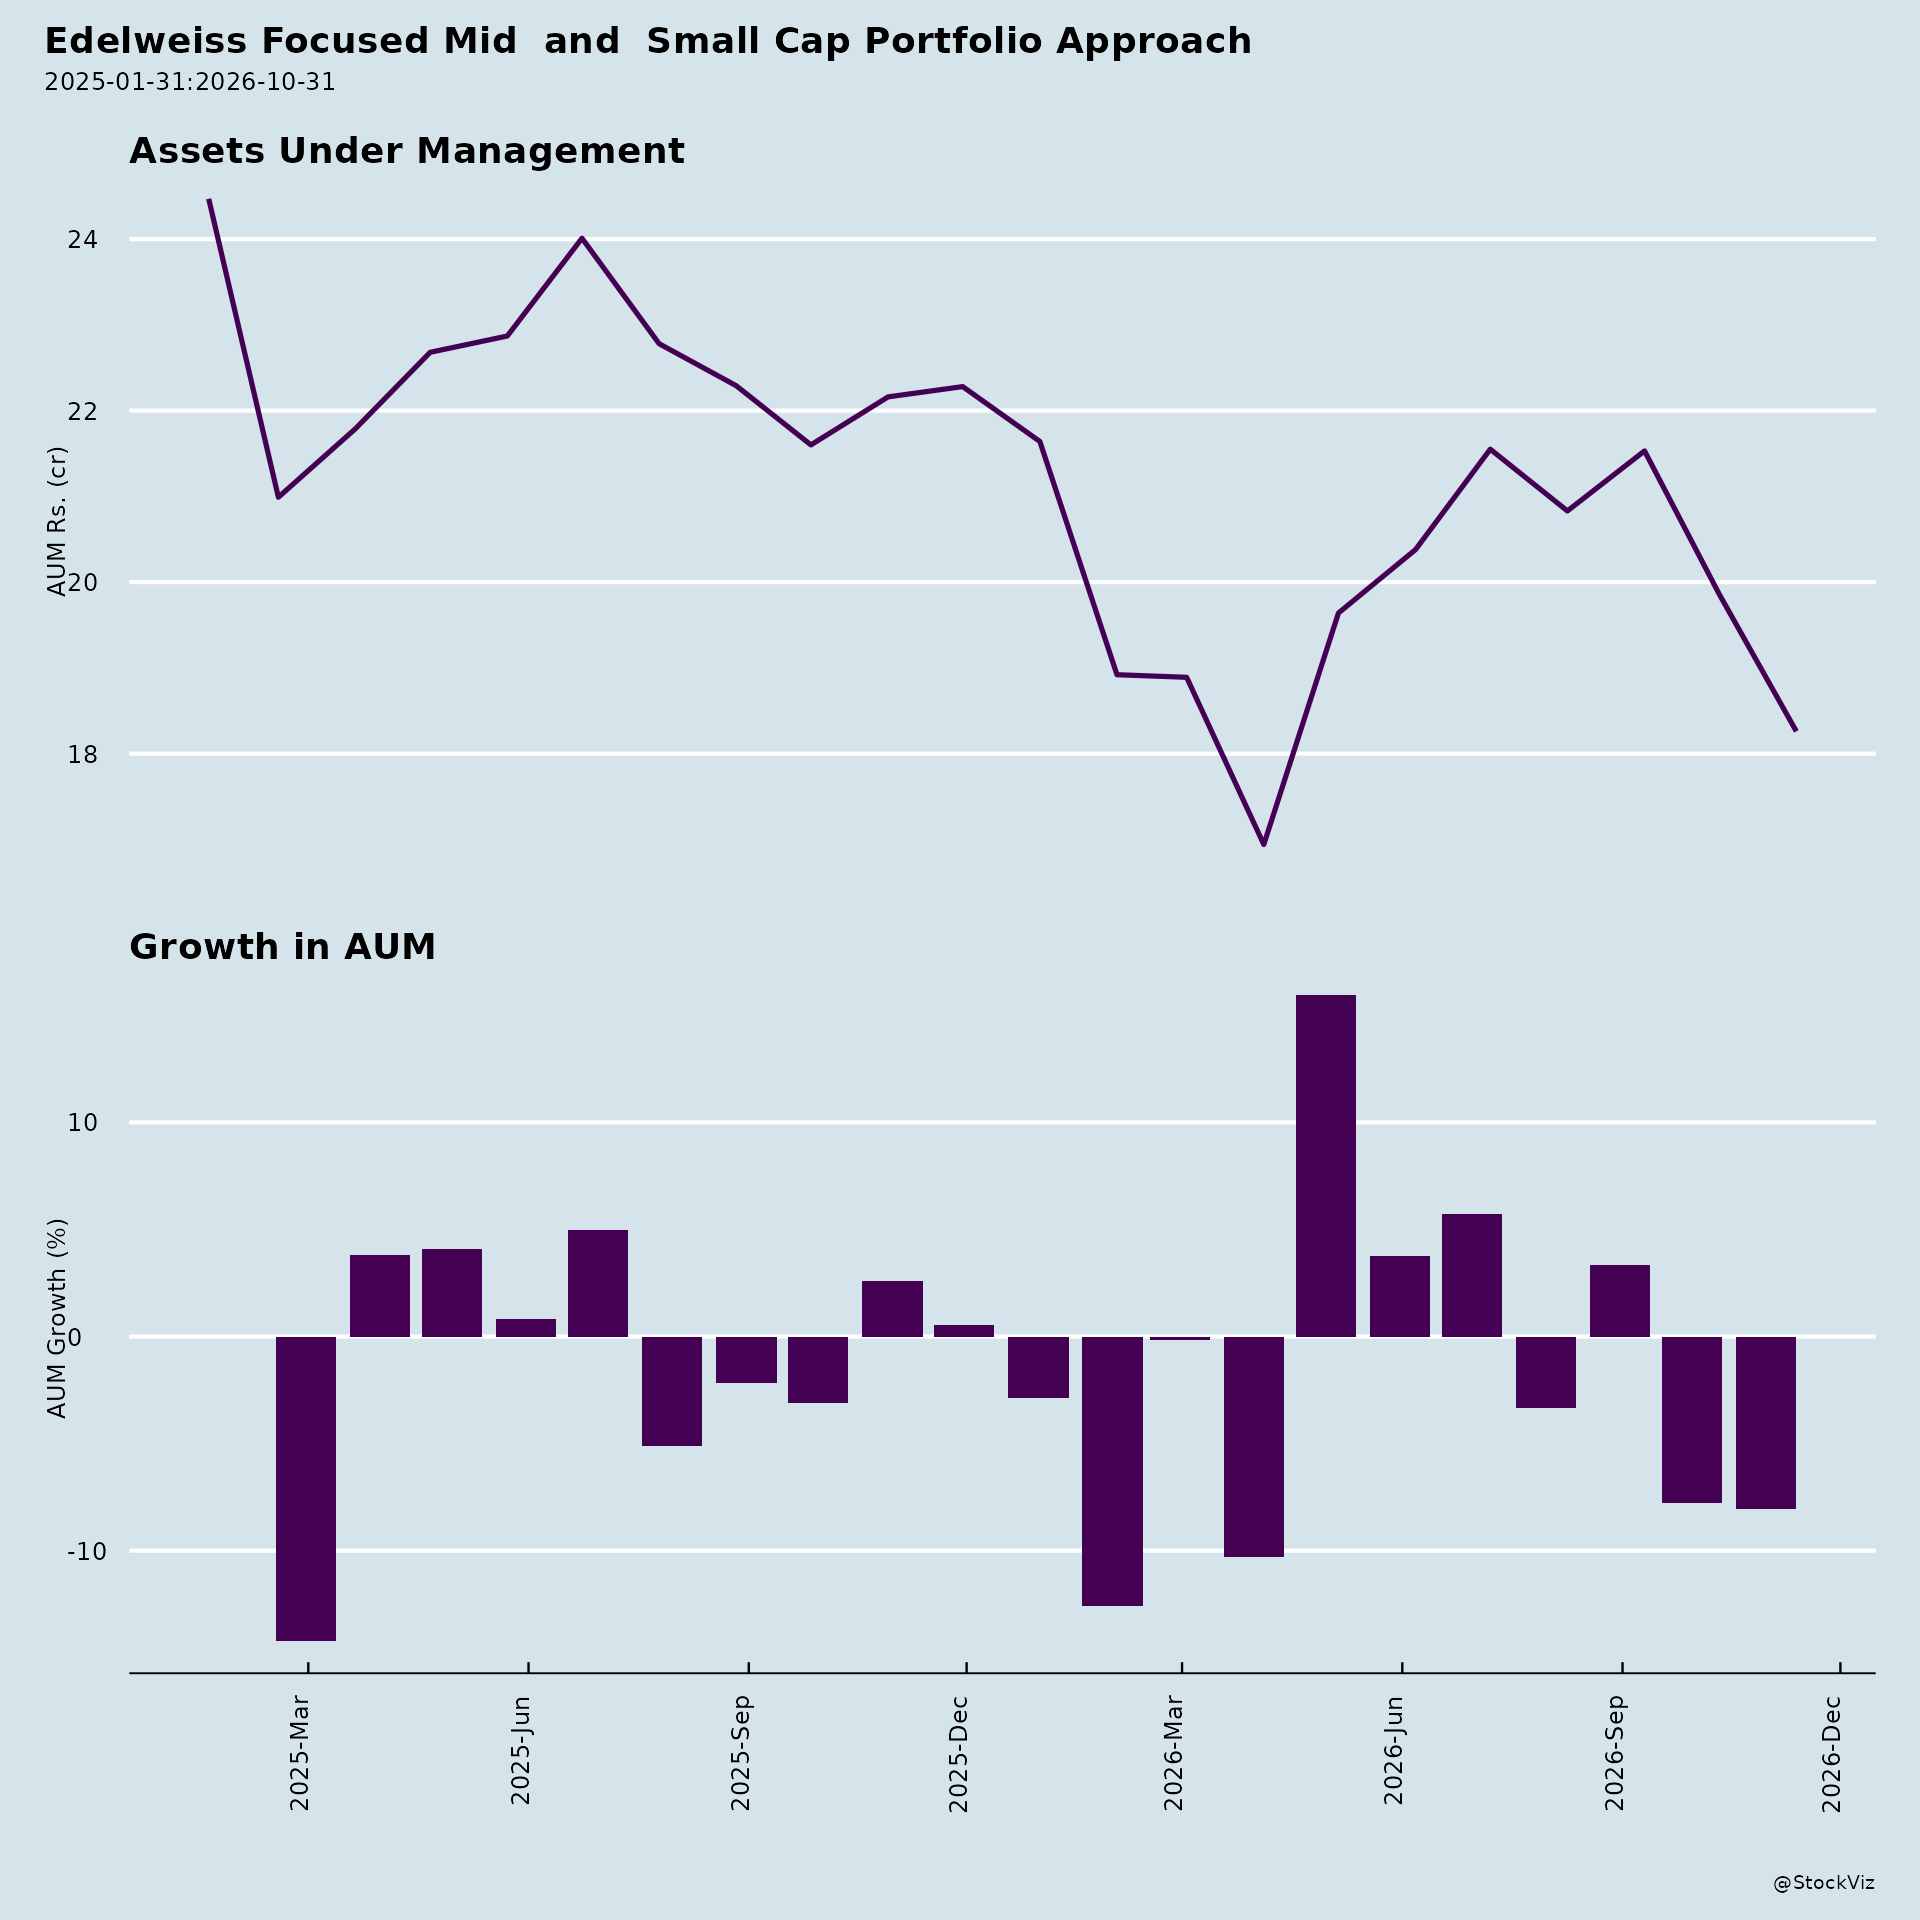 Edelweiss Focused Mid  and  Small Cap Portfolio Approach
2025-01-31:2026-10-31
Assets Under Management
AUM Rs. (cr)
24
22
20
18
Growth in AUM
AUM Growth (%)
10
0
-10
2025-Mar
2025-Jun
2025-Sep
2025-Dec
2026-Mar
2026-Jun
2026-Sep
2026-Dec
@StockViz